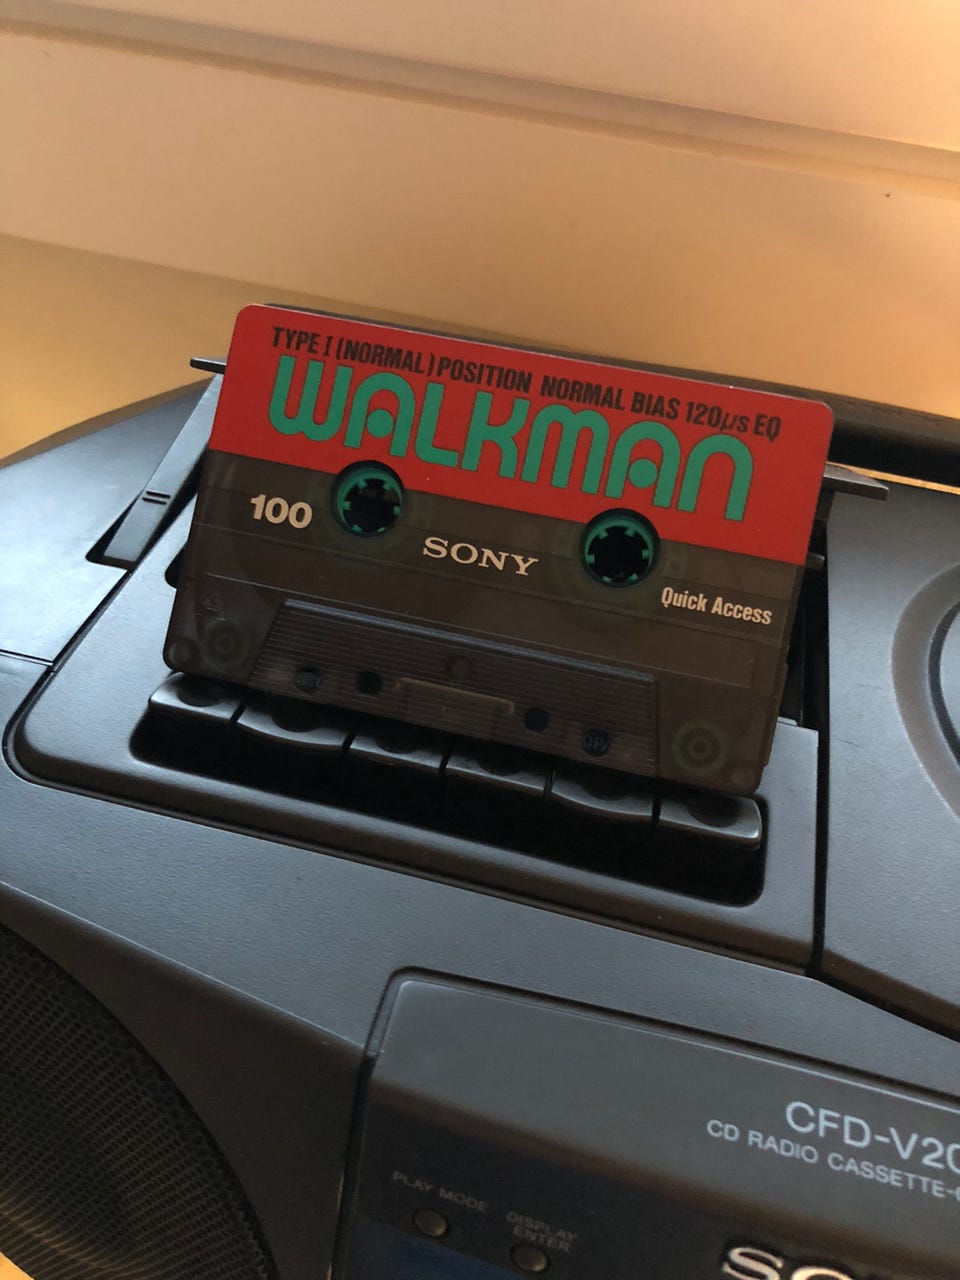 TYPE I (NORMAL) POSITION NORMAL BIAS 120µs EQ
WALKMAN
100
SONY
Quick Access
CFD-V20
CD RADIO CASSETTE-
PLAY MODE
DISPLAY
ENTER